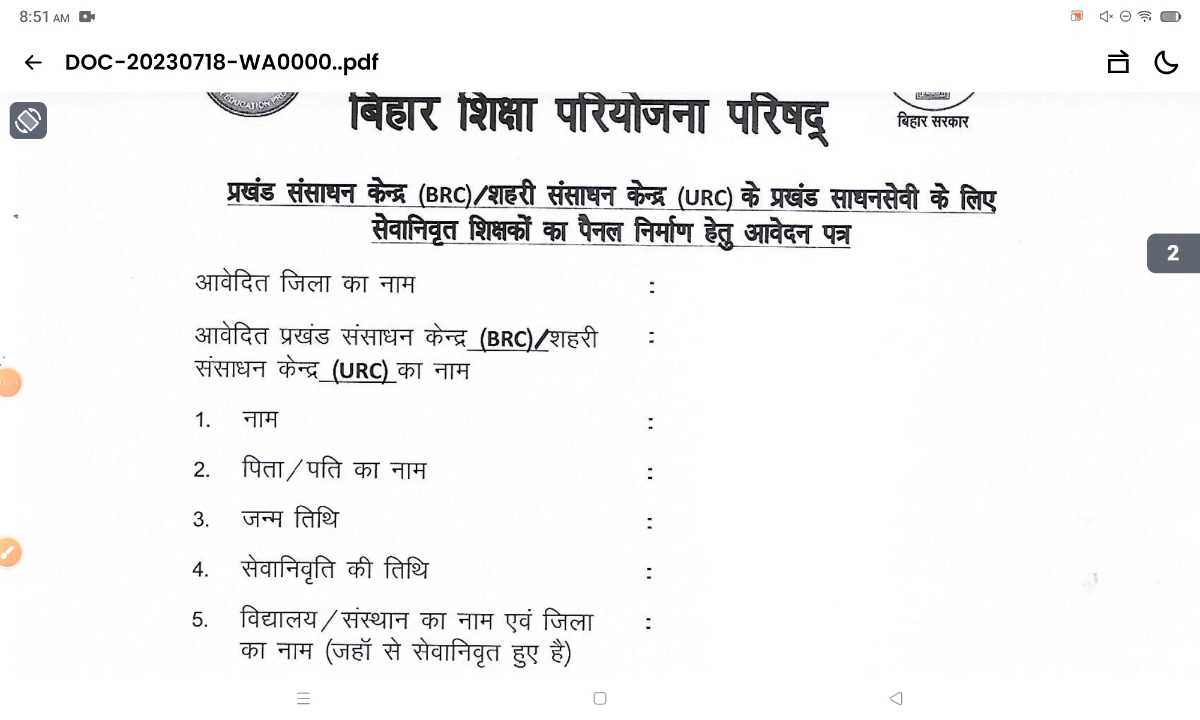 8:51 AM
DOC-20230718-WA0000..pdf
EDUCATION
बिहार शिक्षा परियोजना परिषद्
बिहार सरकार
प्रखंड संसाधन केन्द्र (BRC)/शहरी संसाधन केन्द्र (URC) के प्रखंड साधनसेवी के लिए
सेवानिवृत शिक्षकों का पैनल निर्माण हेतु आवेदन पत्र
2
आवेदित जिला का नाम :
आवेदित प्रखंड संसाधन केन्द्र (BRC)/शहरी :
संसाधन केन्द्र (URC) का नाम
1. नाम :
2. पिता/पति का नाम :
3. जन्म तिथि :
4. सेवानिवृति की तिथि :
5. विद्यालय/संस्थान का नाम एवं जिला :
का नाम (जहॉ से सेवानिवृत हुए है)